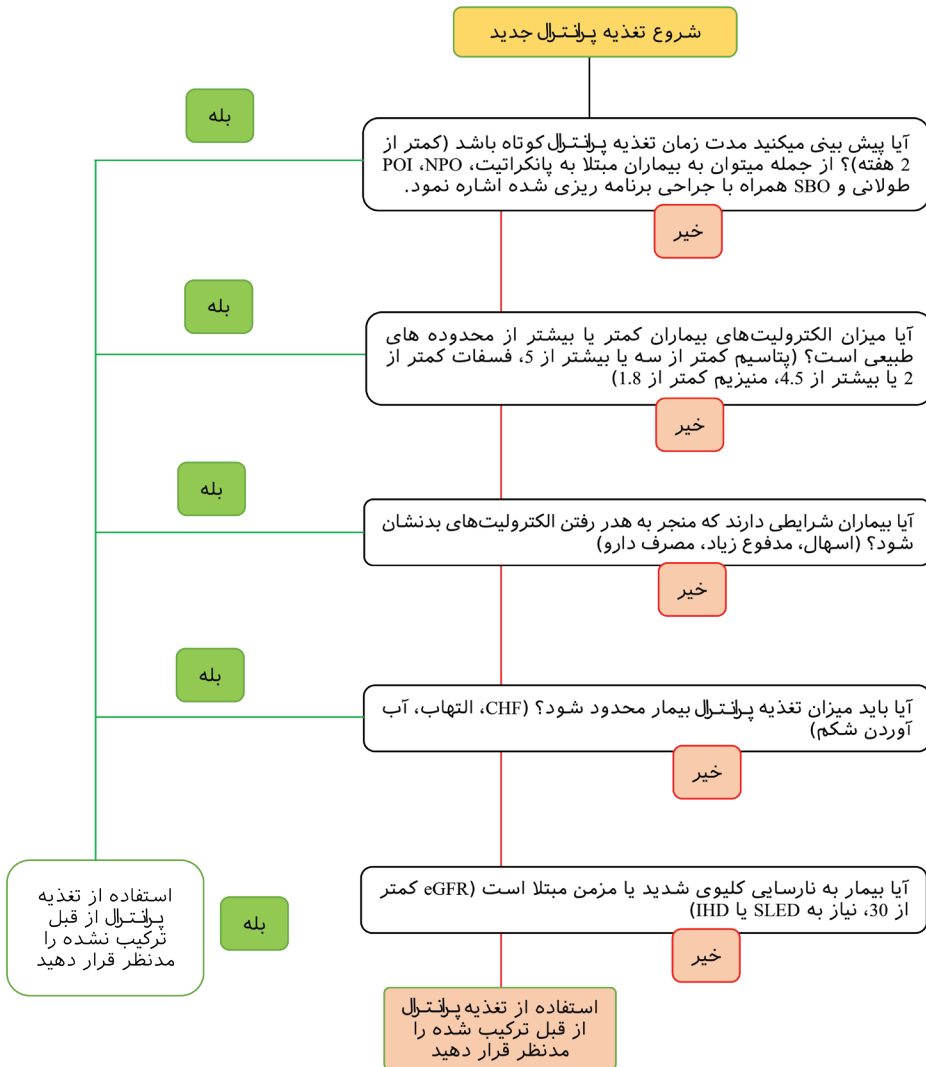 شروع تغذیه پرانترال جدید
بله
آیا پیش بینی میکنید مدت زمان تغذیه پرانترال کوتاه باشد (کمتر از
2 هفته)؟ از جمله میتوان به بیماران مبتلا به پانکراتیت، POI ،NPO
طولانی و SBO همراه با جراحی برنامه ریزی شده اشاره نمود.
خیر
بله
آیا میزان الکترولیت‌های بیماران کمتر یا بیشتر از محدوده های
طبیعی است؟ (پتاسیم کمتر از سه یا بیشتر از 5، فسفات کمتر از
2 یا بیشتر از 4.5، منیزیم کمتر از 1.8)
خیر
بله
آیا بیماران شرایطی دارند که منجر به هدر رفتن الکترولیت‌های بدنشان
شود؟ (اسهال، مدفوع زیاد، مصرف دارو)
خیر
بله
آیا باید میزان تغذیه پرانترال بیمار محدود شود؟ (CHF، التهاب، آب
آوردن شکم)
خیر
آیا بیمار به نارسایی کلیوی شدید یا مزمن مبتلا است (eGFR کمتر
از 30، نیاز به SLED یا IHD)
خیر
بله
استفاده از تغذیه
پرانترال از قبل
ترکیب نشده را
مدنظر قرار دهید
استفاده از تغذیه پرانترال
از قبل ترکیب شده را
مدنظر قرار دهید